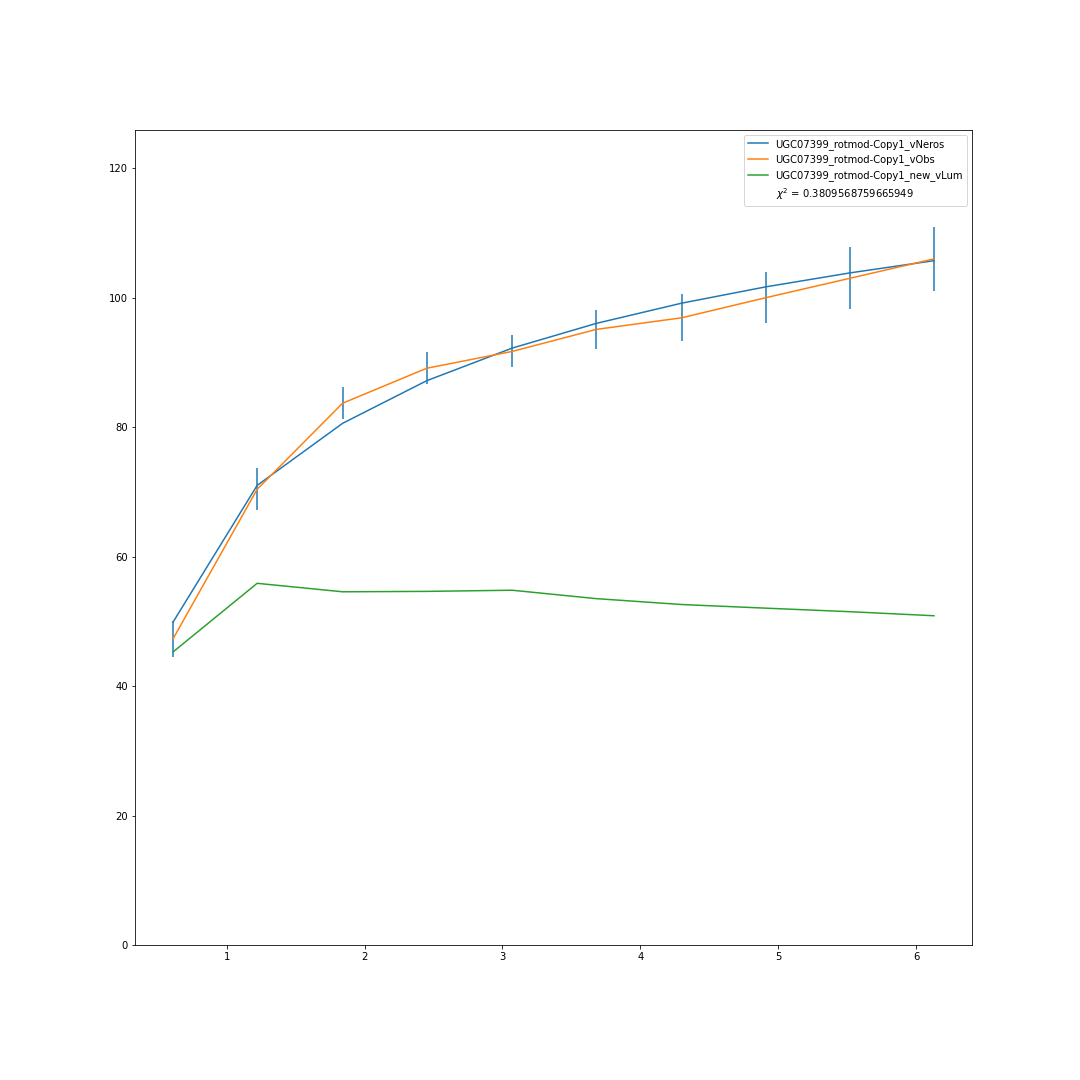 UGC07399_rotmod-Copy1_vNeros
UGC07399_rotmod-Copy1_vObs
UGC07399_rotmod-Copy1_new_vLum
χ² = 0.3809568759665949
120
100
80
60
40
20
0
1 2 3 4 5 6